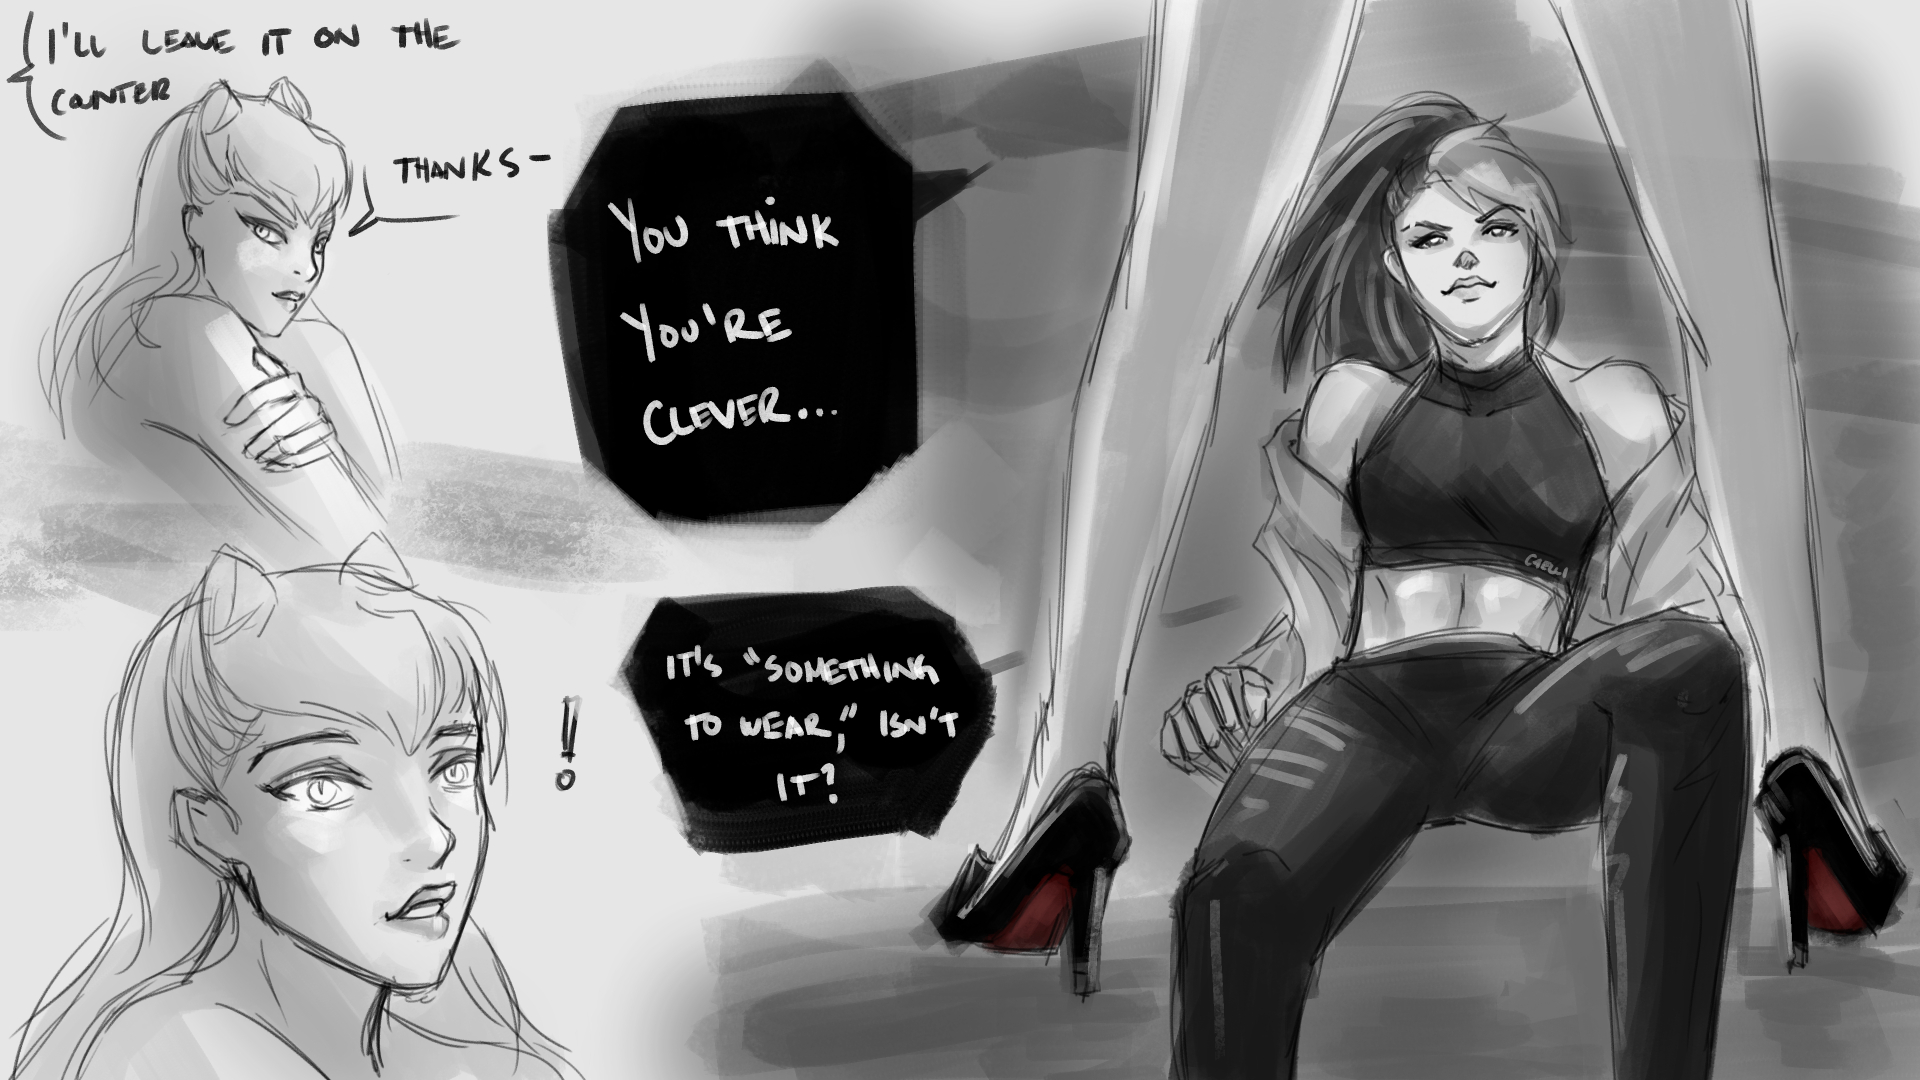 I'LL LEAVE IT ON THE
COUNTER
THANKS-
YOU THINK
YOU'RE
CLEVER...
!!
IT'S "SOMETHING
TO WEAR," ISN'T
IT?